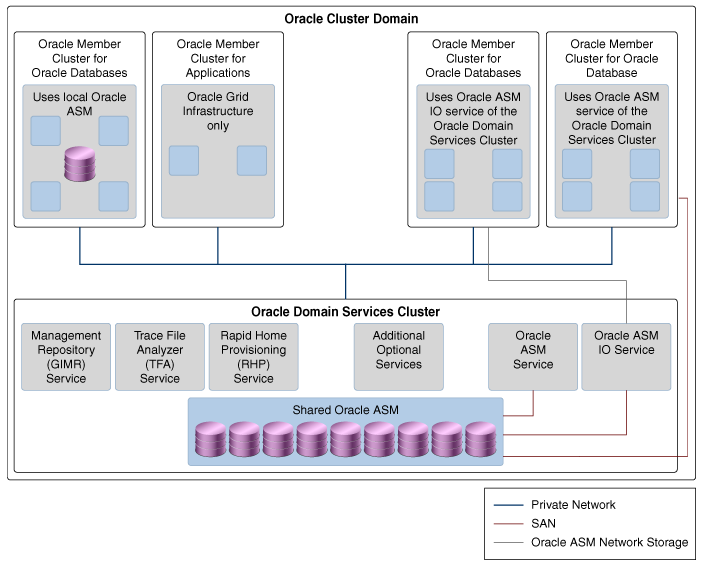 Oracle Cluster Domain
Oracle Member
Cluster for
Oracle Databases
Uses local Oracle
ASM
Oracle Member
Cluster for
Applications
Oracle Grid
Infrastructure
only
Oracle Member
Cluster for
Oracle Databases
Uses Oracle ASM
IO service of the
Oracle Domain
Services Cluster
Oracle Member
Cluster for Oracle
Database
Uses Oracle ASM
service of the
Oracle Domain
Services Cluster
Oracle Domain Services Cluster
Management
Repository
(GIMR)
Service
Trace File
Analyzer
(TFA)
Service
Rapid Home
Provisioning
(RHP)
Service
Additional
Optional
Services
Oracle
ASM
Service
Oracle ASM
IO Service
Shared Oracle ASM
Private Network
SAN
Oracle ASM Network Storage